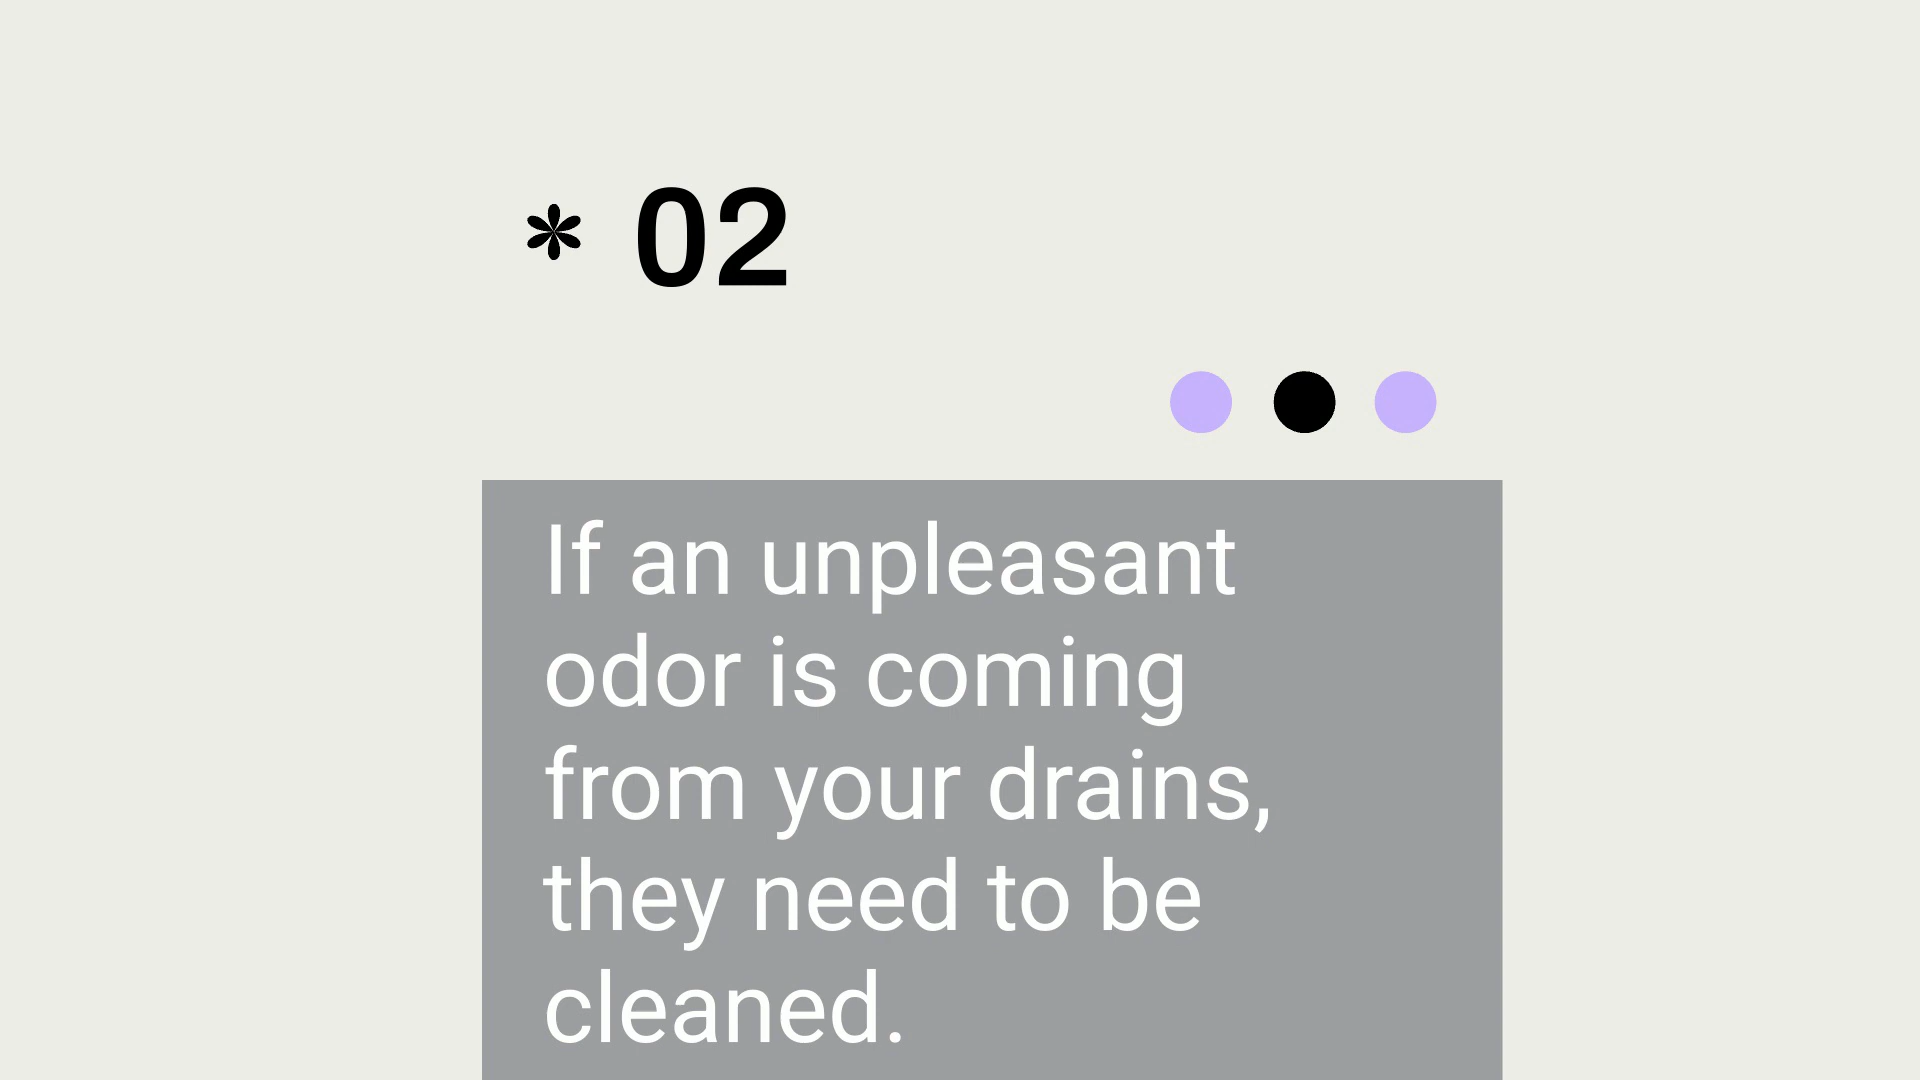 * 02
If an unpleasant
odor is coming
from your drains,
they need to be
cleaned.